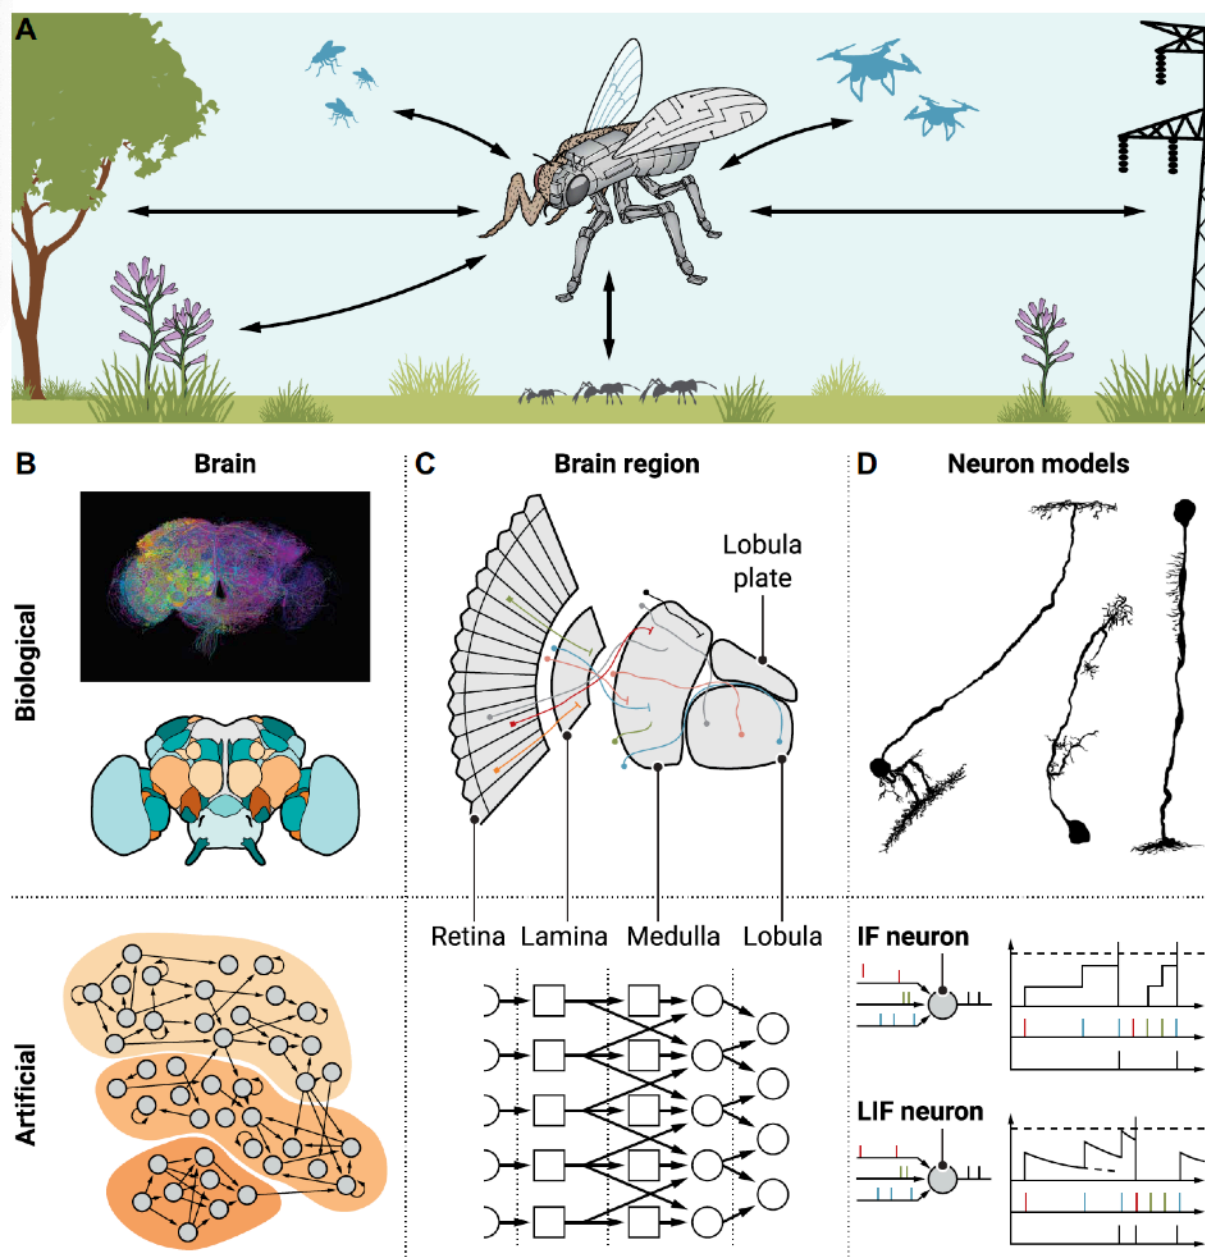 A
B
Brain
C
Brain region
D
Neuron models
Biological
Lobula
plate
Retina
Lamina
Medulla
Lobula
Artificial
IF neuron
LIF neuron